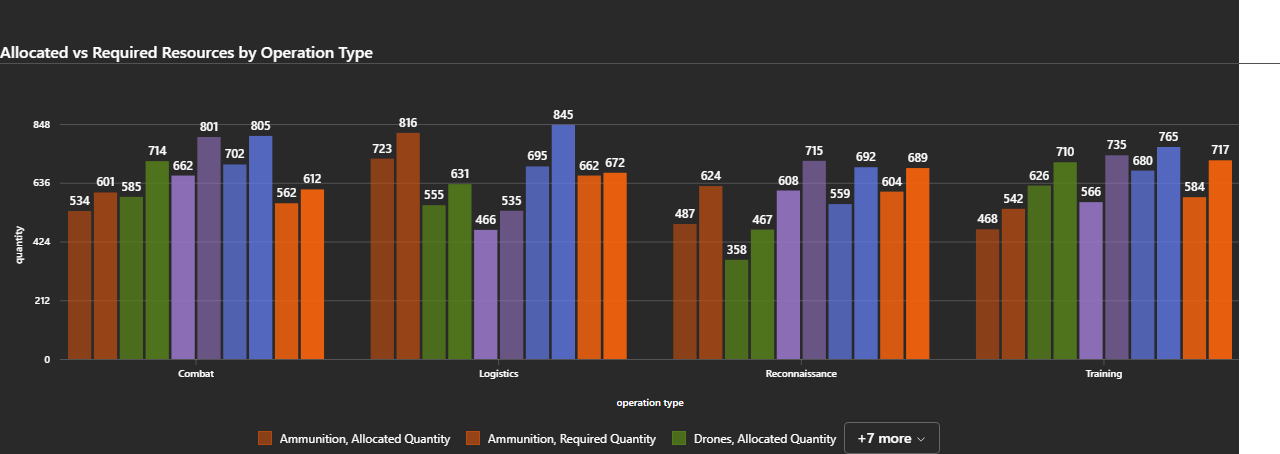 Allocated vs Required Resources by Operation Type
848
636
424
212
0
quantity
534 601 585 714 662 801 702 805 562 612
723 816 555 631 466 535 695 845 662 672
487 624 358 467 608 715 559 692 604 689
468 542 626 710 566 735 680 765 584 717
Combat Logistics Reconnaissance Training
operation type
Ammunition, Allocated Quantity Ammunition, Required Quantity Drones, Allocated Quantity +7 more